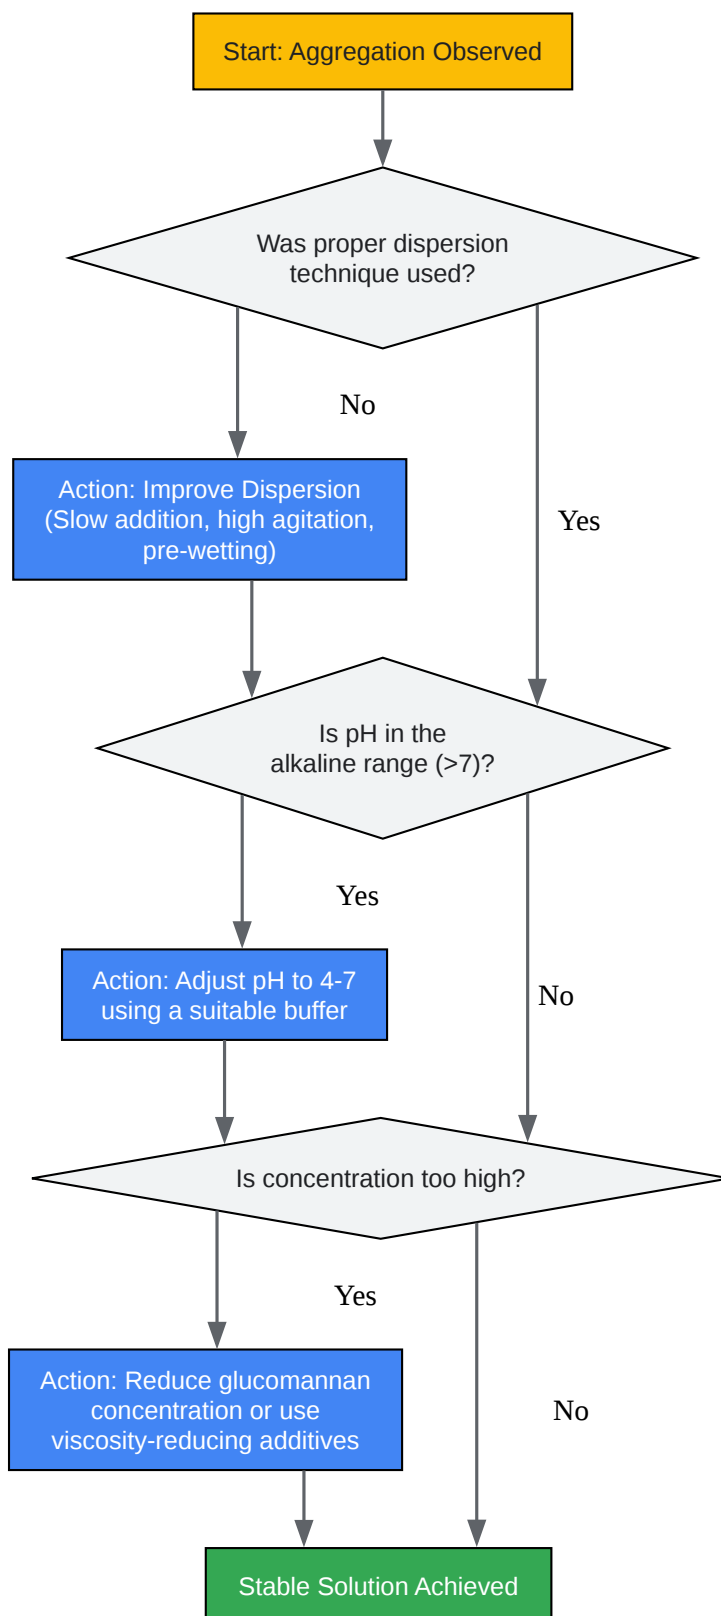 Start: Aggregation Observed
Was proper dispersion
technique used?
No
Yes
Action: Improve Dispersion
(Slow addition, high agitation,
pre-wetting)
Is pH in the
alkaline range (>7)?
Yes
No
Action: Adjust pH to 4-7
using a suitable buffer
Is concentration too high?
Yes
No
Action: Reduce glucomannan
concentration or use
viscosity-reducing additives
Stable Solution Achieved